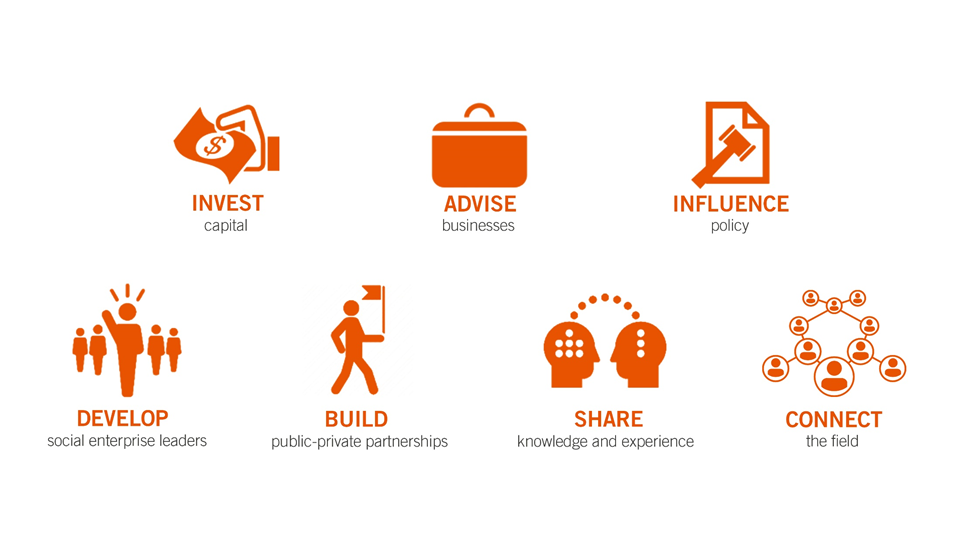 $
INVEST
capital
ADVISE
businesses
INFLUENCE
policy
DEVELOP
social enterprise leaders
BUILD
public-private partnerships
SHARE
knowledge and experience
CONNECT
the field